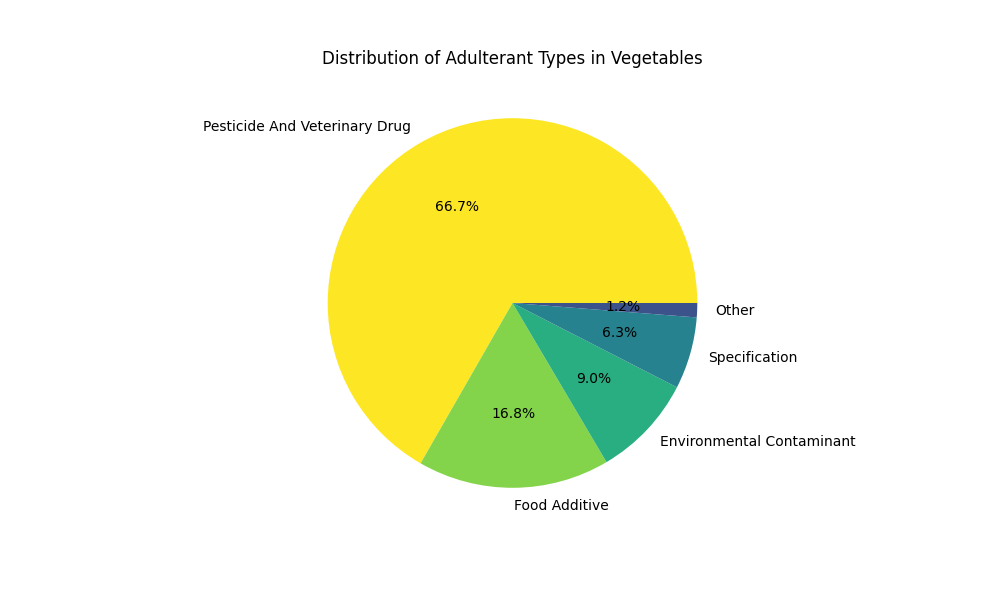 Distribution of Adulterant Types in Vegetables
Pesticide And Veterinary Drug
66.7%
1.2%
Other
6.3%
Specification
9.0%
16.8%
Environmental Contaminant
Food Additive